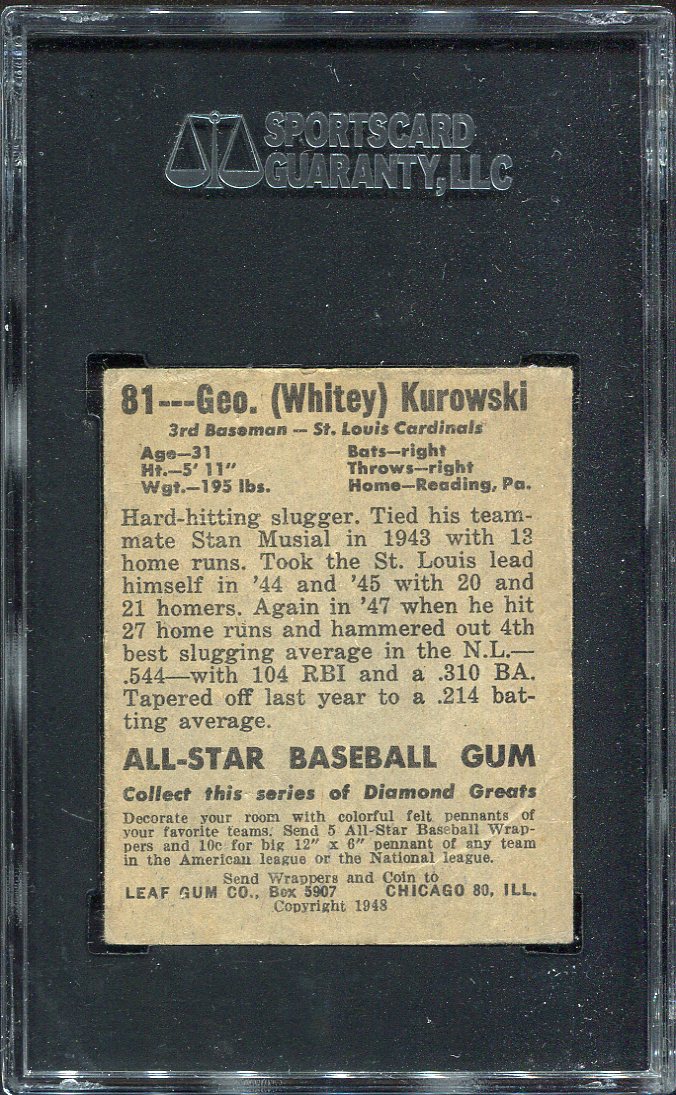 SPORTSCARD
GUARANTY, LLC
81---Geo. (Whitey) Kurowski
3rd Baseman -- St. Louis Cardinals
Age—31 Bats—right
Ht.—5' 11" Throws—right
Wgt.—195 lbs. Home—Reading, Pa.
Hard-hitting slugger. Tied his team-
mate Stan Musial in 1943 with 13
home runs. Took the St. Louis lead
himself in '44 and '45 with 20 and
21 homers. Again in '47 when he hit
27 home runs and hammered out 4th
best slugging average in the N.L.—
.544—with 104 RBI and a .310 BA.
Tapered off last year to a .214 bat-
ting average.
ALL-STAR BASEBALL GUM
Collect this series of Diamond Greats
Decorate your room with colorful felt pennants of
your favorite teams. Send 5 All-Star Baseball Wrap-
pers and 10c for big 12" x 6" pennant of any team
in the American league or the National league.
Send Wrappers and Coin to
LEAF GUM CO., Box 5907 CHICAGO 80, ILL.
Copyright 1948